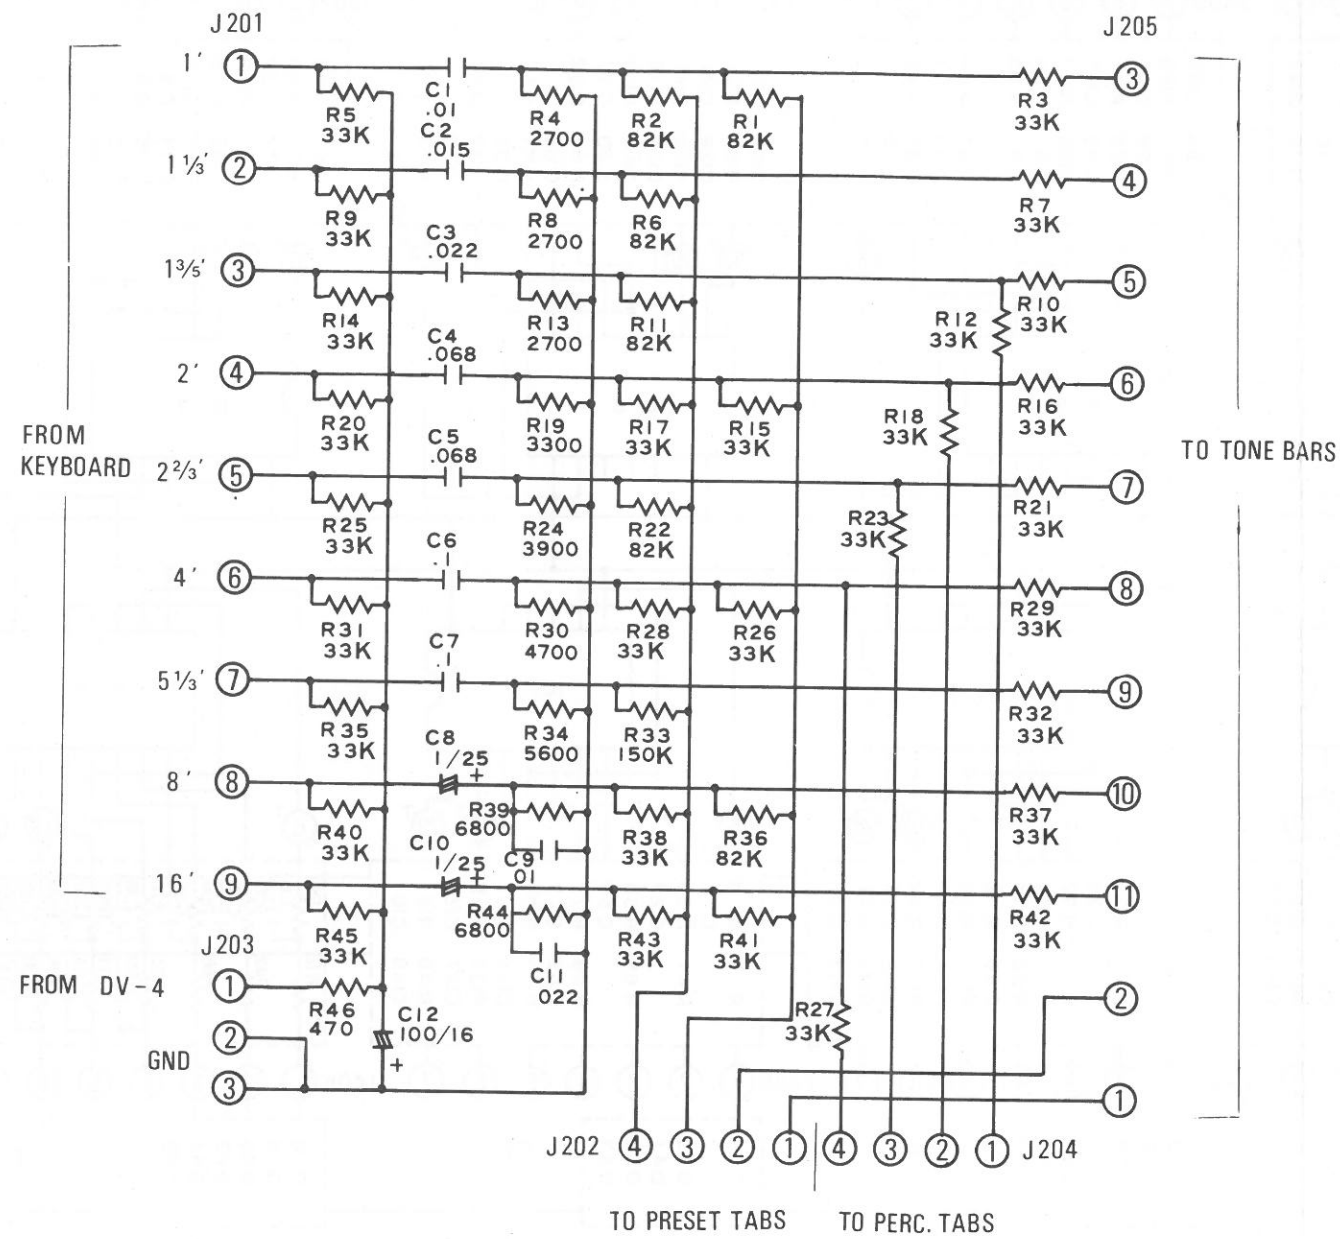 J201
J205
1'
1
3
R5
33K
C1
.01
R4
2700
R2
82K
R1
82K
R3
33K
C2
.015
1⅓'
2
4
R9
33K
R8
2700
R6
82K
R7
33K
C3
.022
1⅗'
3
5
R14
33K
R13
2700
R11
82K
R12
33K
R10
33K
C4
.068
2'
4
6
R20
33K
R19
3300
R17
33K
R15
33K
R18
33K
R16
33K
FROM
KEYBOARD
TO TONE BARS
C5
.068
2⅔'
5
7
R25
33K
R24
3900
R22
82K
R23
33K
R21
33K
C6
.1
4'
6
8
R31
33K
R30
4700
R28
33K
R26
33K
R29
33K
C7
.1
5⅓'
7
9
R35
33K
R34
5600
R33
150K
R32
33K
C8
1/25
+
8'
8
10
R40
33K
R39
6800
R38
33K
R36
82K
R37
33K
C9
01
C10
1/25
+
16'
9
11
R45
33K
R44
6800
R43
33K
R41
33K
R42
33K
C11
022
J203
FROM DV-4
1
R46
470
C12
100/16
+
R27
33K
2
2
GND
3
1
J202
4
3
2
1
4
3
2
1
J204
TO PRESET TABS
TO PERC. TABS